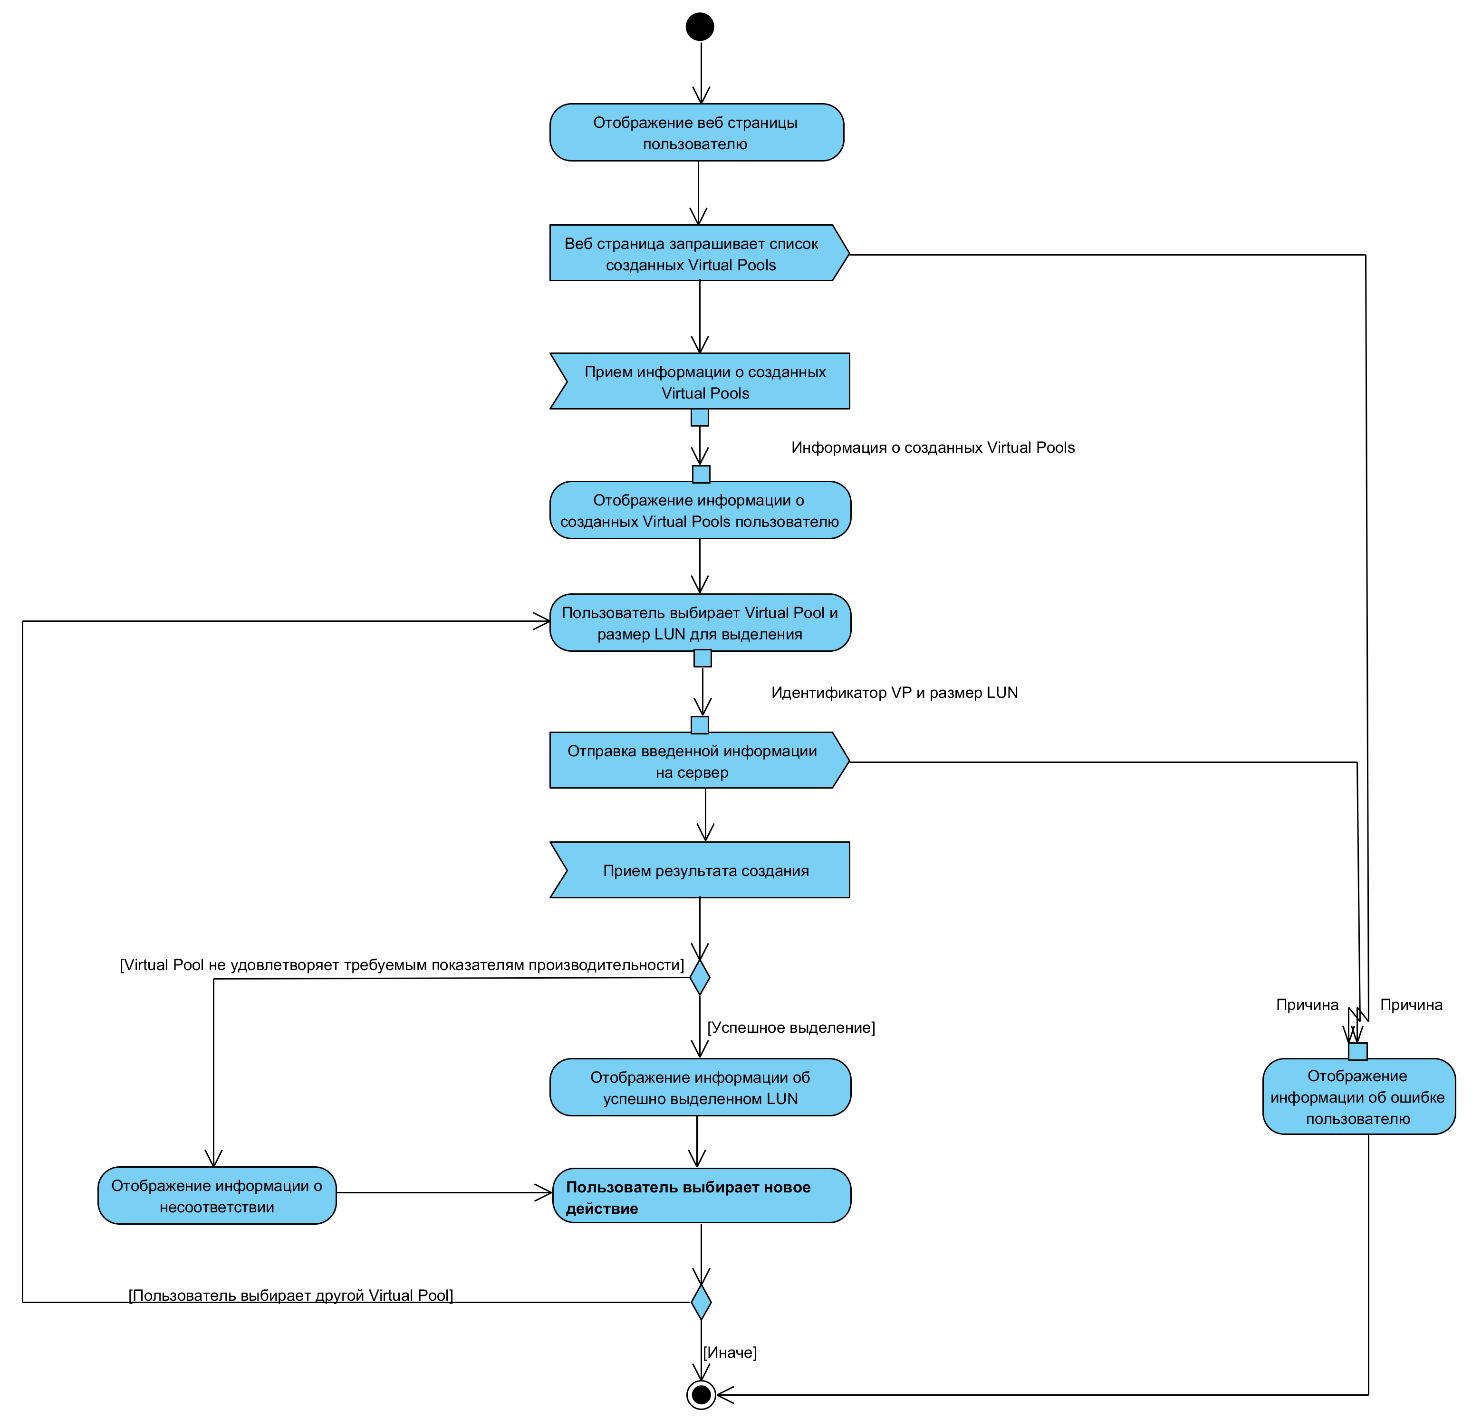 Отображение веб страницы
пользователю
Веб страница запрашивает список
созданных Virtual Pools
Прием информации о созданных
Virtual Pools
Информация о созданных Virtual Pools
Отображение информации о
созданных Virtual Pools пользователю
Пользователь выбирает Virtual Pool и
размер LUN для выделения
Идентификатор VP и размер LUN
Отправка введенной информации
на сервер
Прием результата создания
[Virtual Pool не удовлетворяет требуемым показателям производительности]
[Успешное выделение]
Причина
Причина
Отображение информации об
успешно выделенном LUN
Отображение
информации об ошибке
пользователю
Отображение информации о
несоответствии
Пользователь выбирает новое
действие
[Пользователь выбирает другой Virtual Pool]
[Иначе]